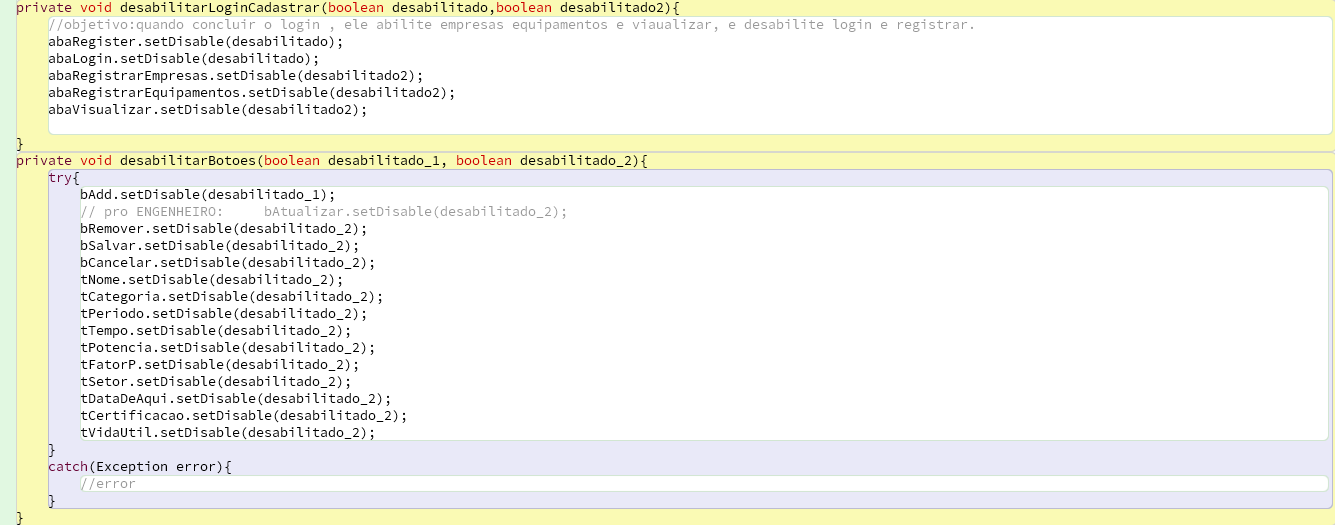 private void desabilitarLoginCadastrar(boolean desabilitado,boolean desabilitado2){
//objetivo:quando concluir o login , ele abilite empresas equipamentos e viaualizar, e desabilite login e registrar.
abaRegister.setDisable(desabilitado);
abaLogin.setDisable(desabilitado);
abaRegistrarEmpresas.setDisable(desabilitado2);
abaRegistrarEquipamentos.setDisable(desabilitado2);
abaVisualizar.setDisable(desabilitado2);
}
private void desabilitarBotoes(boolean desabilitado_1, boolean desabilitado_2){
try{
bAdd.setDisable(desabilitado_1);
// pro ENGENHEIRO:     bAtualizar.setDisable(desabilitado_2);
bRemover.setDisable(desabilitado_2);
bSalvar.setDisable(desabilitado_2);
bCancelar.setDisable(desabilitado_2);
tNome.setDisable(desabilitado_2);
tCategoria.setDisable(desabilitado_2);
tPeriodo.setDisable(desabilitado_2);
tTempo.setDisable(desabilitado_2);
tPotencia.setDisable(desabilitado_2);
tFatorP.setDisable(desabilitado_2);
tSetor.setDisable(desabilitado_2);
tDataDeAqui.setDisable(desabilitado_2);
tCertificacao.setDisable(desabilitado_2);
tVidaUtil.setDisable(desabilitado_2);
}
catch(Exception error){
//error
}
}